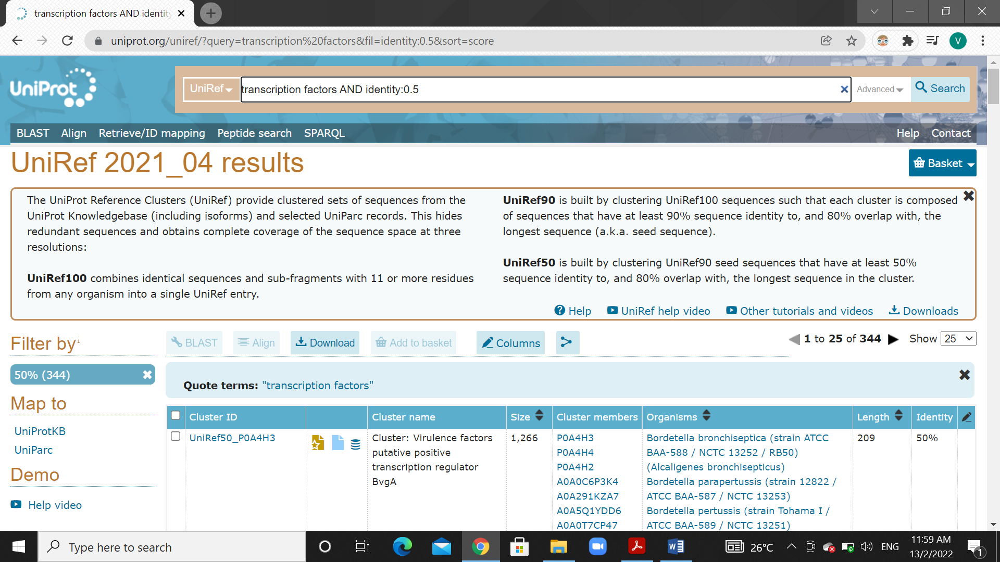 transcription factors AND identity
uniprot.org/uniref/?query=transcription%20factors&fil=identity:0.5&sort=score
V
UniProt
UniRef
transcription factors AND identity:0.5
Advanced
Search
BLAST Align Retrieve/ID mapping Peptide search SPARQL
Help Contact
UniRef 2021_04 results
Basket
The UniProt Reference Clusters (UniRef) provide clustered sets of sequences from the
UniProt Knowledgebase (including isoforms) and selected UniParc records. This hides
redundant sequences and obtains complete coverage of the sequence space at three
resolutions:
UniRef100 combines identical sequences and sub-fragments with 11 or more residues
from any organism into a single UniRef entry.
UniRef90 is built by clustering UniRef100 sequences such that each cluster is composed
of sequences that have at least 90% sequence identity to, and 80% overlap with, the
longest sequence (a.k.a. seed sequence).
UniRef50 is built by clustering UniRef90 seed sequences that have at least 50%
sequence identity to, and 80% overlap with, the longest sequence in the cluster.
Help UniRef help video Other tutorials and videos Downloads
Filter by i
50% (344)
Map to
UniProtKB
UniParc
Demo
Help video
BLAST Align Download Add to basket Columns
1 to 25 of 344 Show 25
Quote terms: "transcription factors"
Cluster ID Cluster name Size Cluster members Organisms Length Identity
UniRef50_P0A4H3
Cluster: Virulence factors
putative positive
transcription regulator
BvgA
1,266
P0A4H3
P0A4H4
P0A4H2
A0A0C6P3K4
A0A291KZA7
A0A5Q1YDD6
A0A0T7CP47
Bordetella bronchiseptica (strain ATCC
BAA-588 / NCTC 13252 / RB50)
(Alcaligenes bronchisepticus)
Bordetella parapertussis (strain 12822 /
ATCC BAA-587 / NCTC 13253)
Bordetella pertussis (strain Tohama I /
ATCC BAA-589 / NCTC 13251)
209
50%
Type here to search
26°C
ENG
11:59 AM
13/2/2022
1